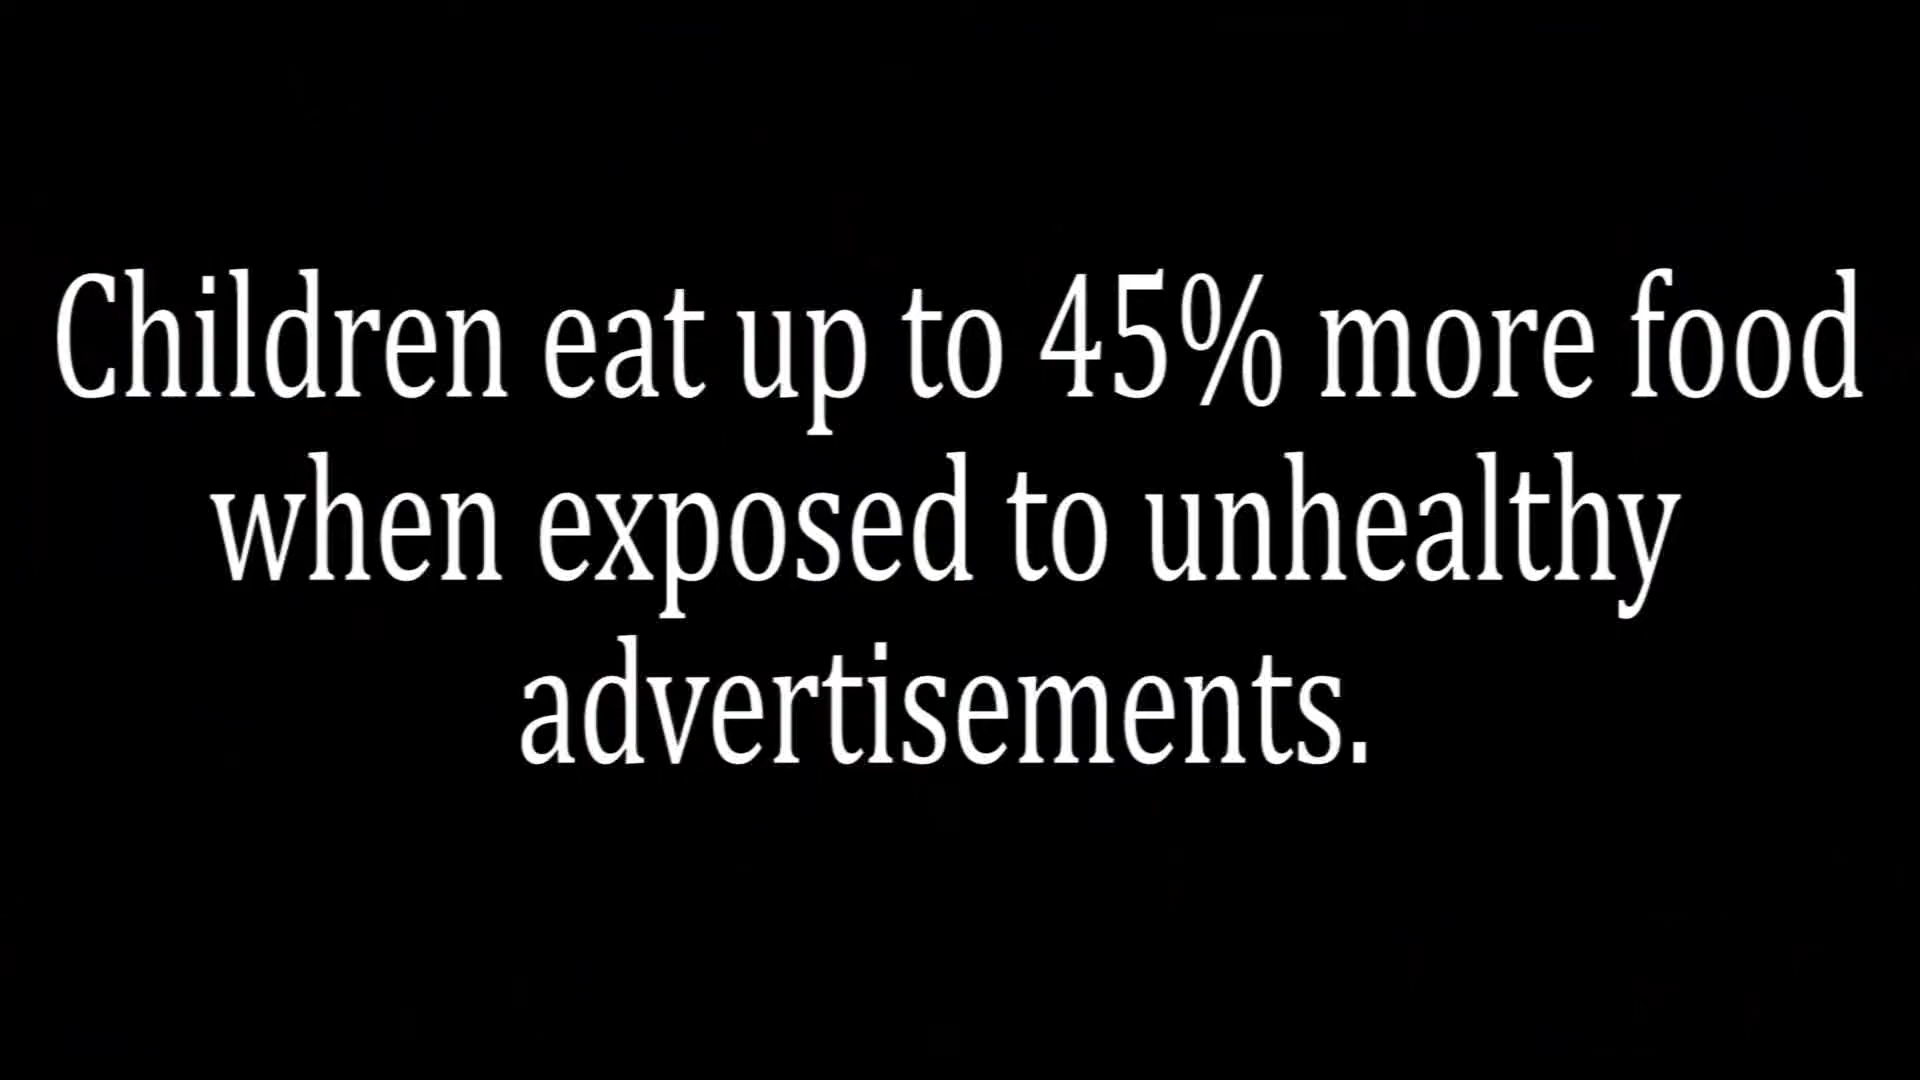 Children eat up to 45% more food
when exposed to unhealthy
advertisements.